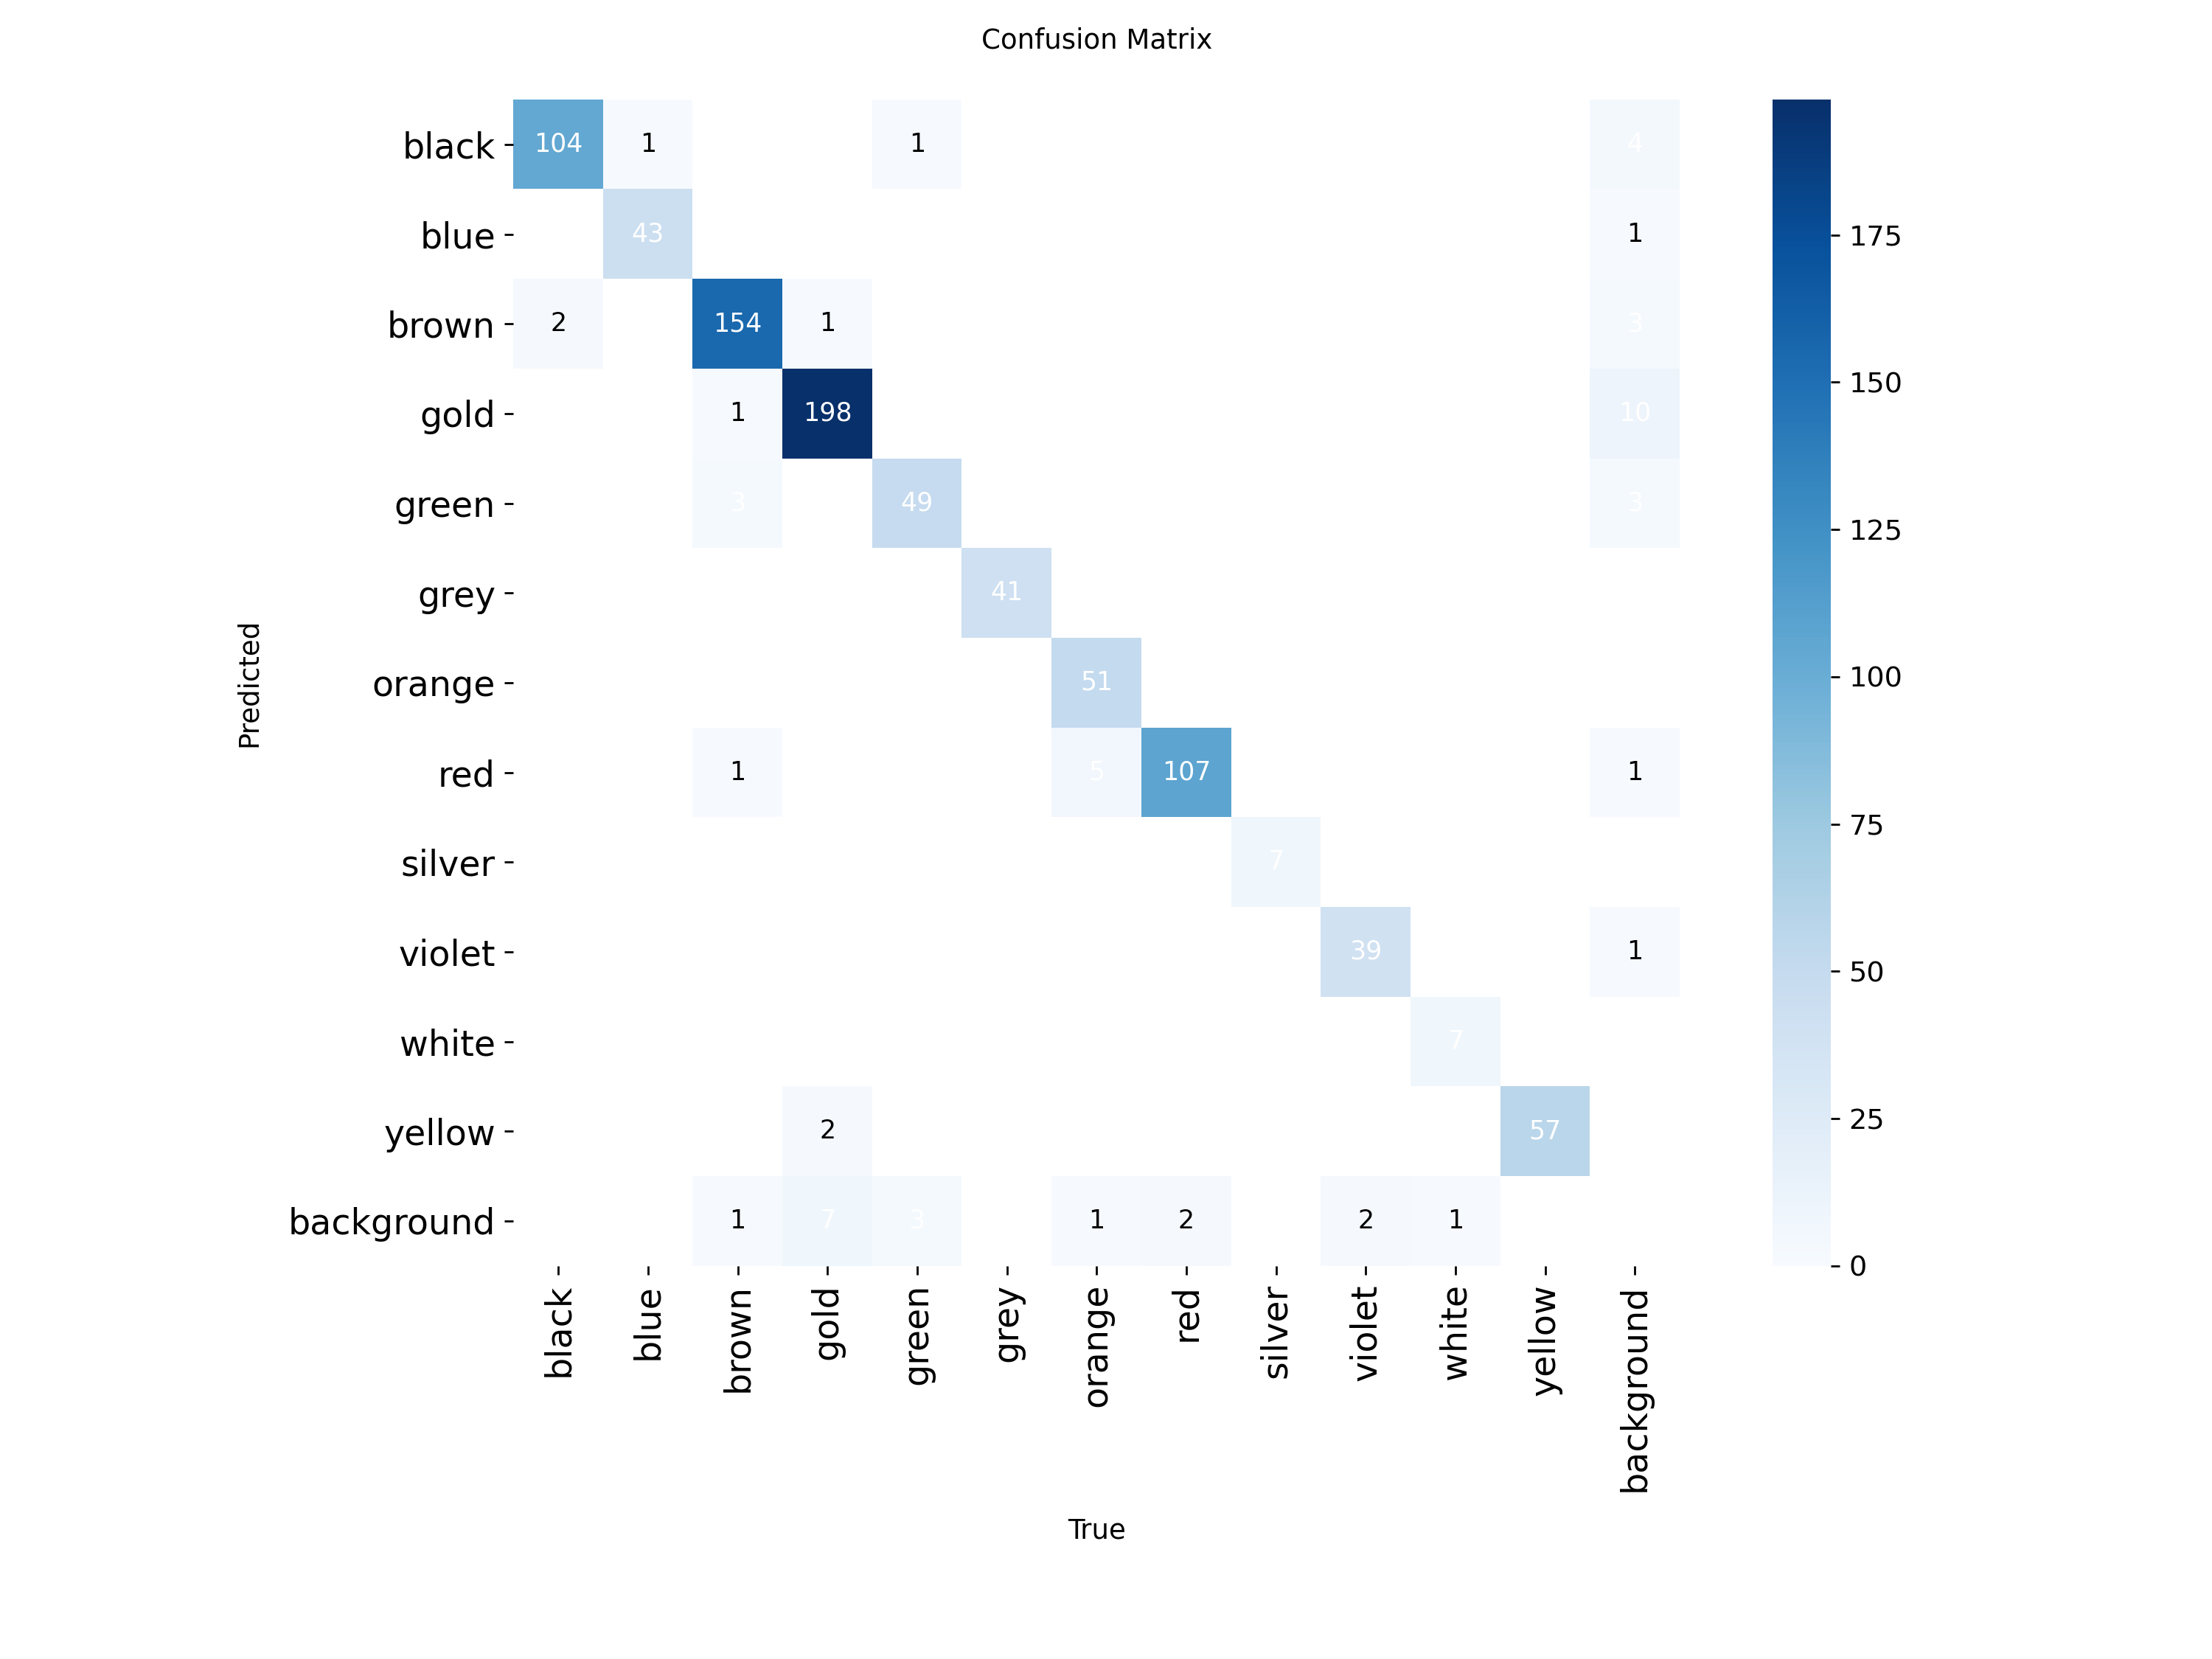 Confusion Matrix
black 104 1 1 4
blue 43 1 175
brown 2 154 1 3
150
gold 1 198 10
green 3 49 3
125
grey 41
orange 51 100
Predicted
red 1 5 107 1
75
silver 7
violet 39 1
50
white 7
yellow 2 57 25
background 1 7 3 1 2 2 1
0
black blue brown gold green grey orange red silver violet white yellow background
True